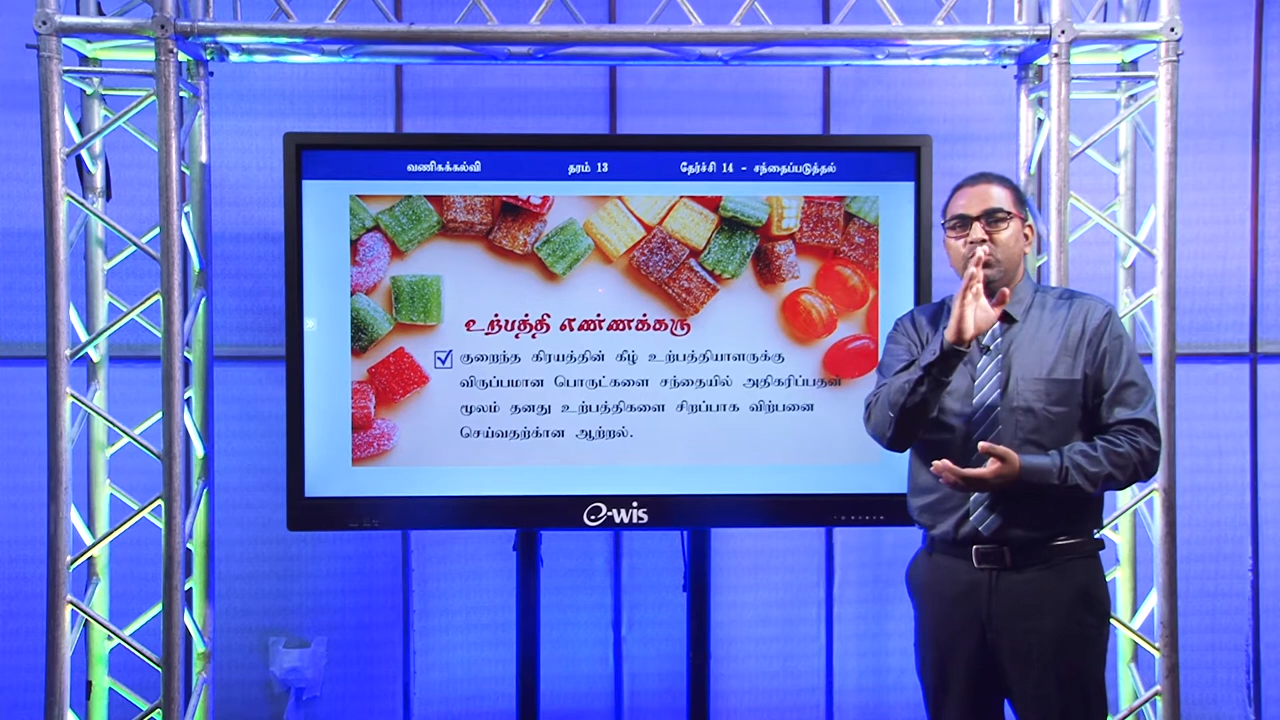 வணிகக்கல்வி தரம் 13 தேர்ச்சி 14 - சந்தைப்படுத்தல்
உற்பத்தி எண்ணக்கரு
குறைந்த கிரயத்தின் கீழ் உற்பத்தியாளருக்கு
விருப்பமான பொருட்களை சந்தையில் அதிகரிப்பதன்
மூலம் தனது உற்பத்திகளை சிறப்பாக விற்பனை
செய்வதற்கான ஆற்றல்.
e-wis